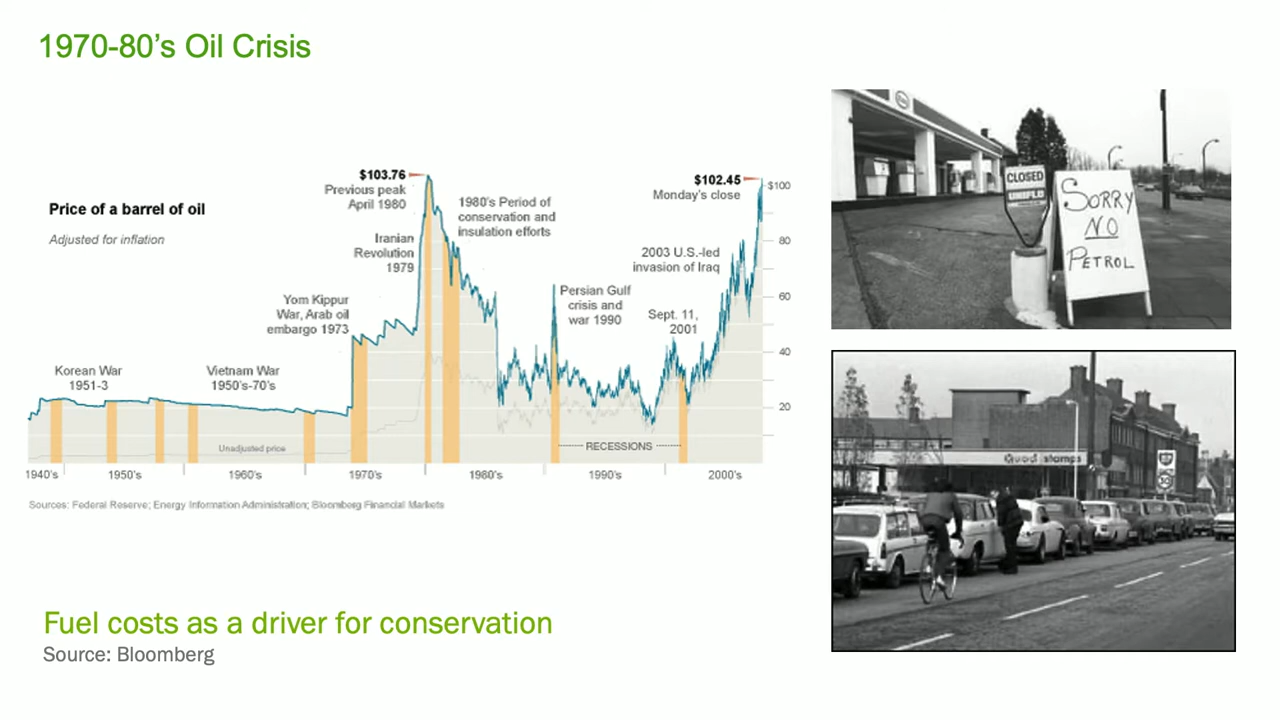 1970-80’s Oil Crisis
Price of a barrel of oil
Adjusted for inflation
$103.76
Previous peak
April 1980
Iranian
Revolution
1979
Yom Kippur
War, Arab oil
embargo 1973
Korean War
1951-3
Vietnam War
1950's-70's
1980's Period of
conservation and
insulation efforts
Persian Gulf
crisis and
war 1990
Sept. 11,
2001
2003 U.S.-led
invasion of Iraq
$102.45
Monday's close
$100
80
60
40
20
Unadjusted price
RECESSIONS
1940's 1950's 1960's 1970's 1980's 1990's 2000's
Sources: Federal Reserve; Energy Information Administration; Bloomberg Financial Markets
CLOSED
UNIFLO
SORRY
NO
PETROL
stamps
Fuel costs as a driver for conservation
Source: Bloomberg